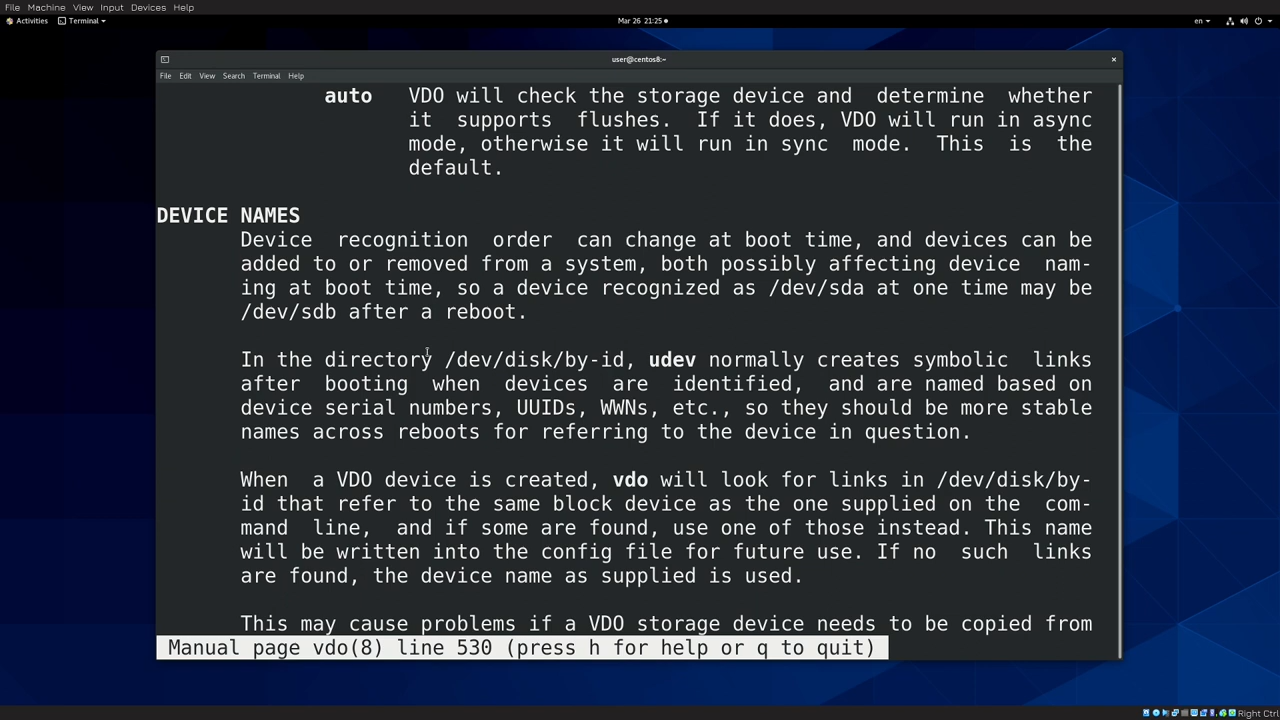 File Machine View Input Devices Help
Activities Terminal Mar 26 21:25 en
user@centos8:~
File Edit View Search Terminal Help
auto VDO will check the storage device and determine whether
it supports flushes. If it does, VDO will run in async
mode, otherwise it will run in sync mode. This is the
default.
DEVICE NAMES
Device recognition order can change at boot time, and devices can be
added to or removed from a system, both possibly affecting device nam-
ing at boot time, so a device recognized as /dev/sda at one time may be
/dev/sdb after a reboot.
In the directory /dev/disk/by-id, udev normally creates symbolic links
after booting when devices are identified, and are named based on
device serial numbers, UUIDs, WWNs, etc., so they should be more stable
names across reboots for referring to the device in question.
When a VDO device is created, vdo will look for links in /dev/disk/by-
id that refer to the same block device as the one supplied on the com-
mand line, and if some are found, use one of those instead. This name
will be written into the config file for future use. If no such links
are found, the device name as supplied is used.
This may cause problems if a VDO storage device needs to be copied from
Manual page vdo(8) line 530 (press h for help or q to quit)
Right Ctrl